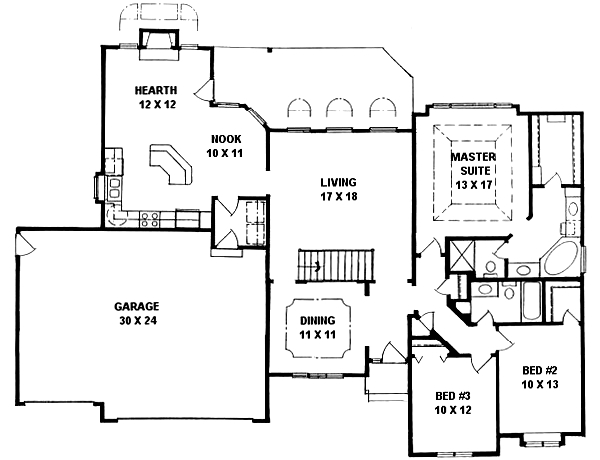 HEARTH
12 X 12
NOOK
10 X 11
LIVING
17 X 18
MASTER
SUITE
13 X 17
GARAGE
30 X 24
DINING
11 X 11
BED #2
10 X 13
BED #3
10 X 12